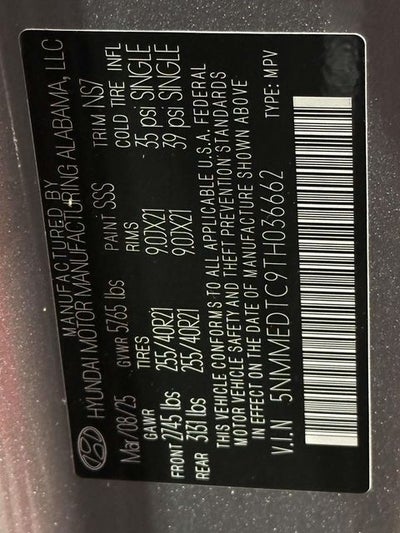 MANUFACTURED BY
HYUNDAI MOTOR MANUFACTURING ALABAMA, LLC
Mar/08/25 GVWR 5765 lbs PAINT SSS TRIM NS7
GAWR TIRES RIMS COLD TIRE INFL
FRONT 2745 lbs 255/40R21 9.0JX21 35 psi SINGLE
REAR 3131 lbs 255/40R21 9.0JX21 39 psi SINGLE
THIS VEHICLE CONFORMS TO ALL APPLICABLE U.S.A. FEDERAL
MOTOR VEHICLE SAFETY AND THEFT PREVENTION STANDARDS
IN EFFECT ON THE DATE OF MANUFACTURE SHOWN ABOVE
V.I.N 5NMMEDTC9TH036662 TYPE: MPV